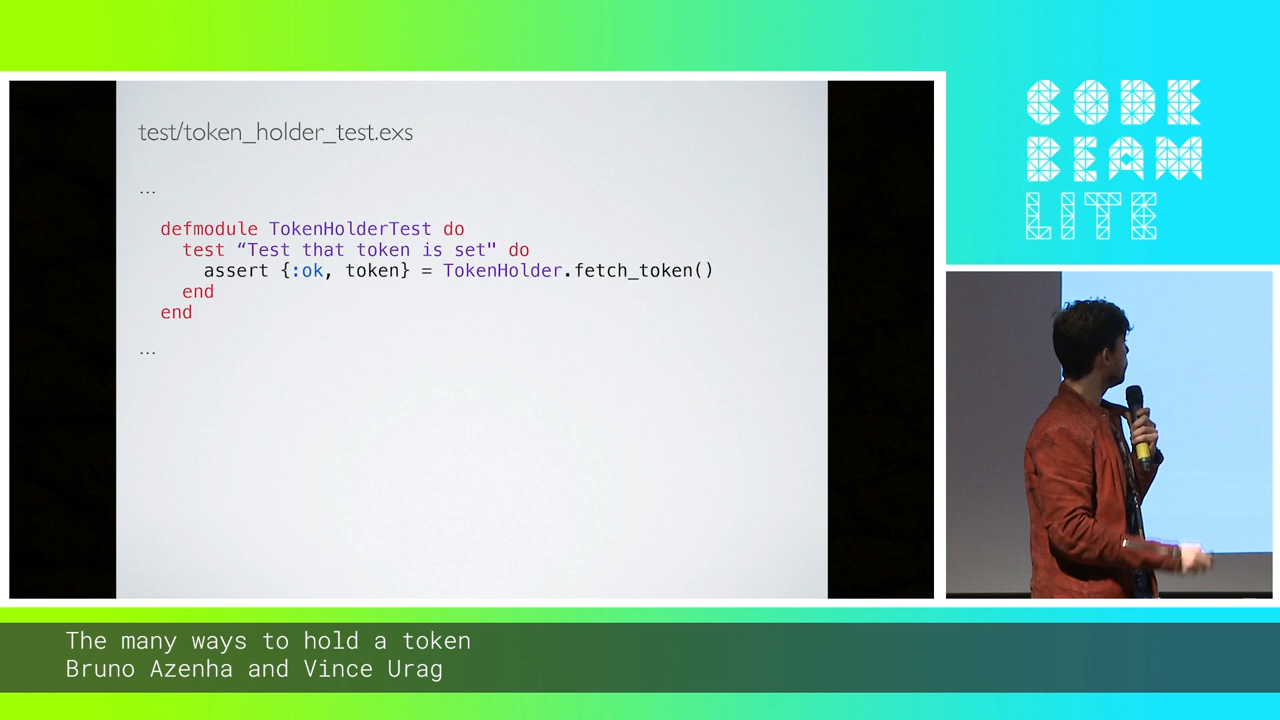 test/token_holder_test.exs
...
defmodule TokenHolderTest do
test “Test that token is set" do
assert {:ok, token} = TokenHolder.fetch_token()
end
end
...
CODE
BEAM
LITE
The many ways to hold a token
Bruno Azenha and Vince Urag